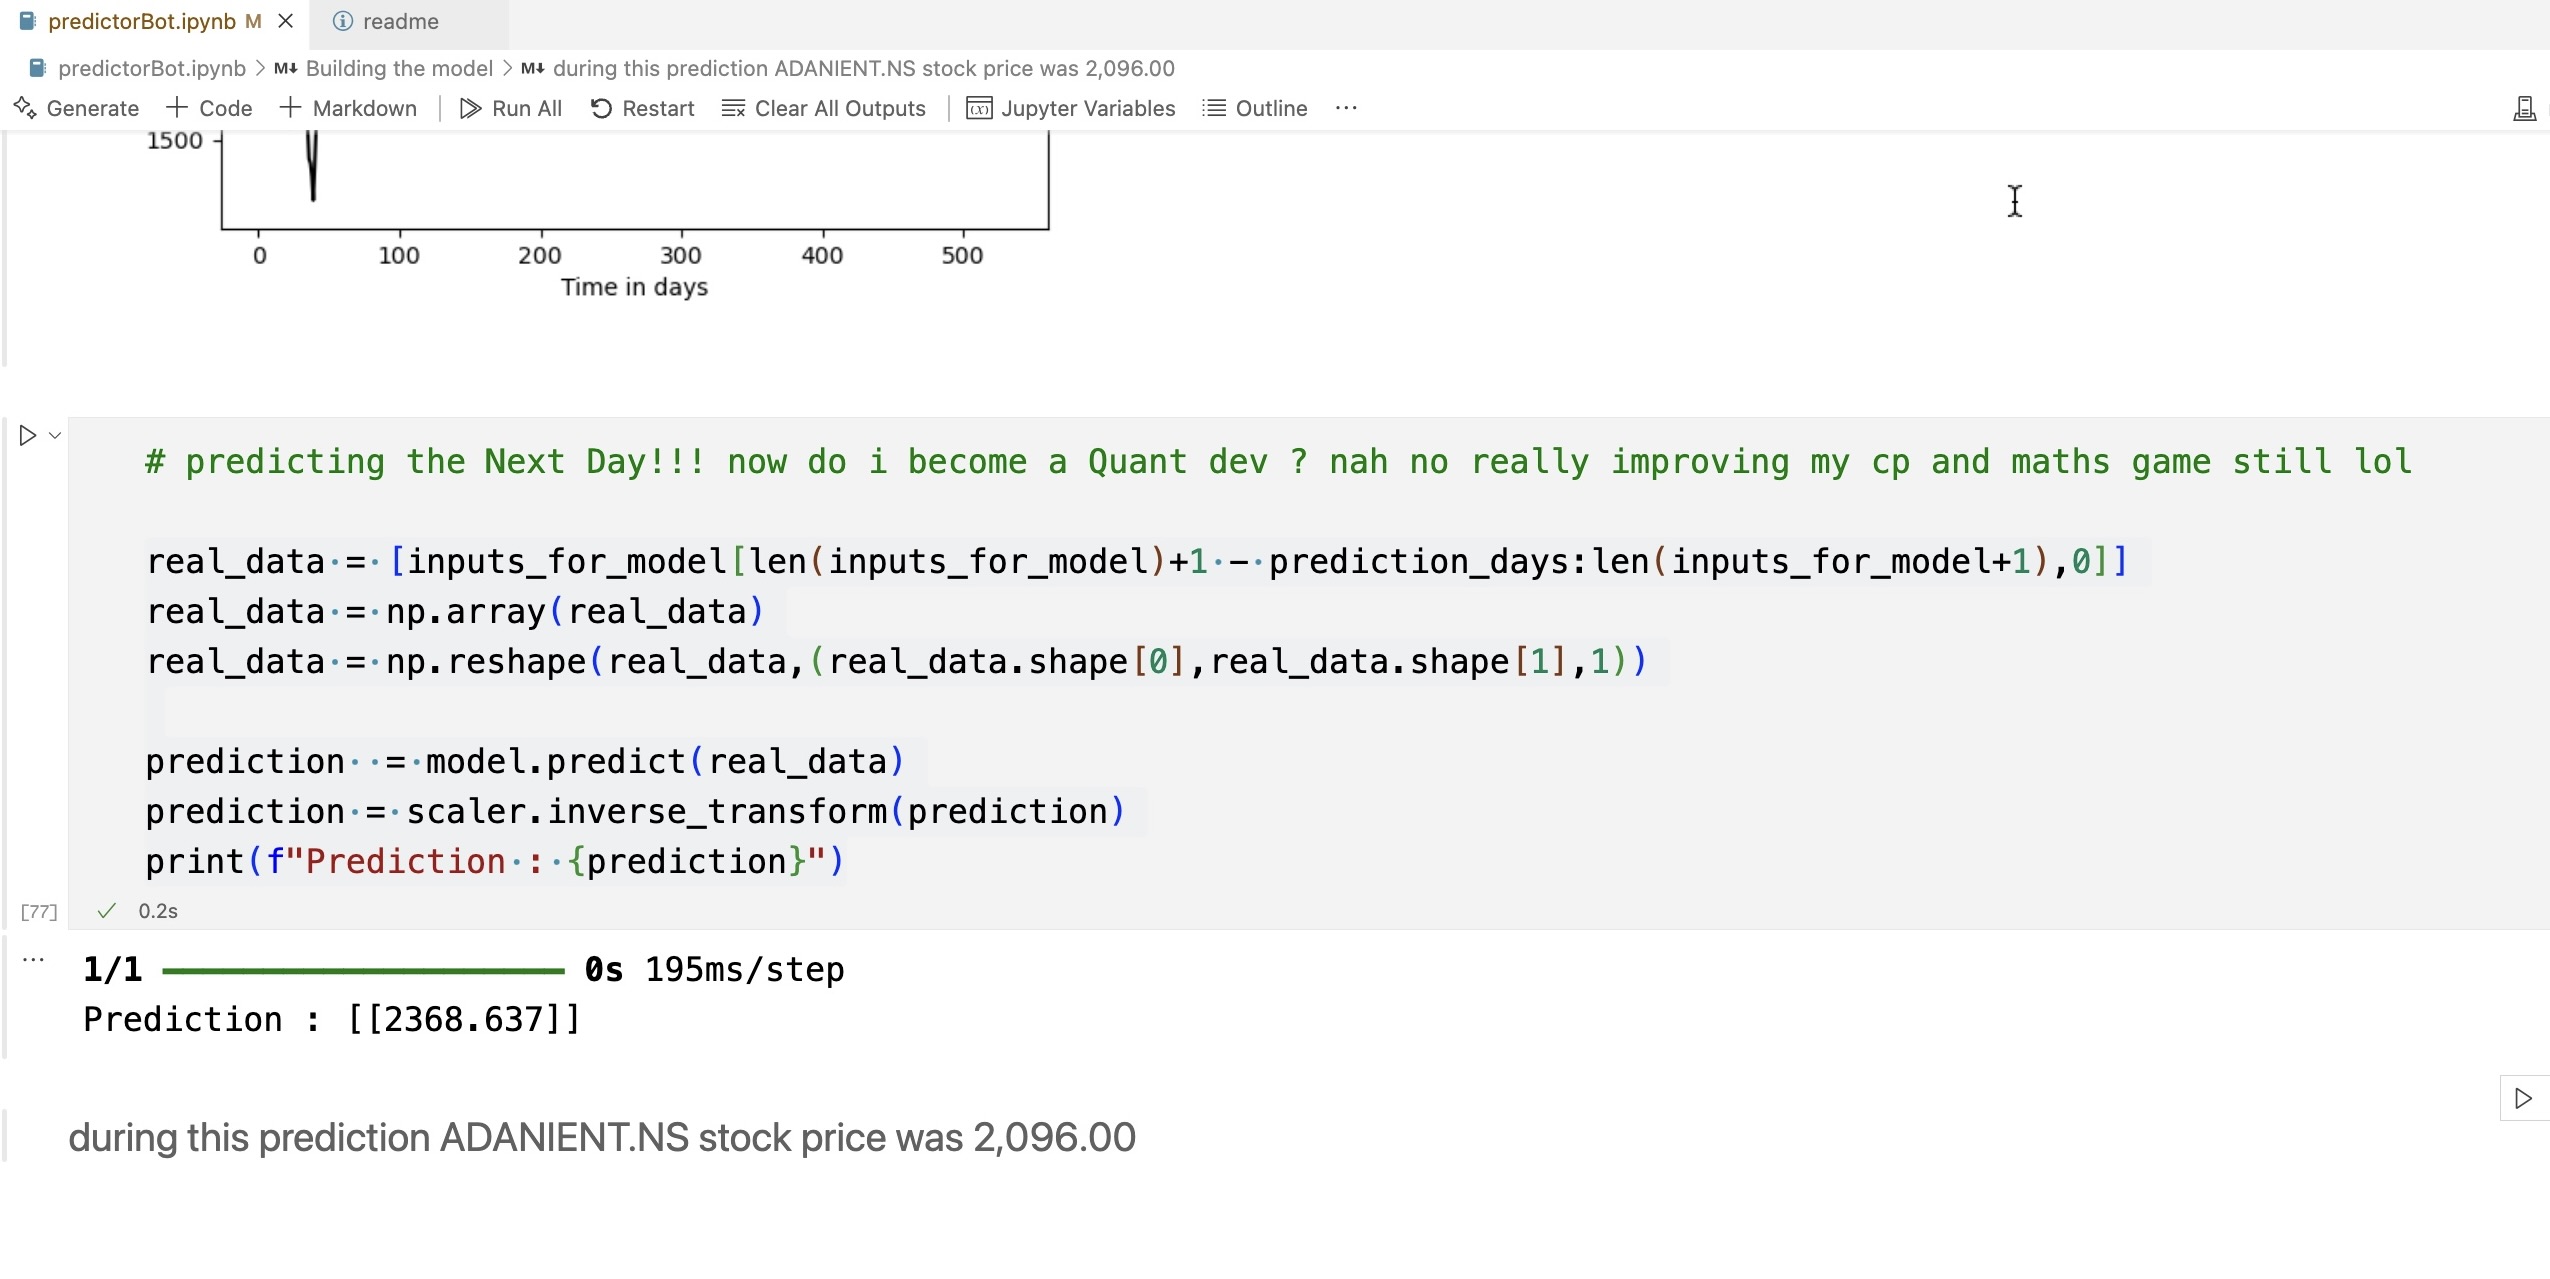 predictorBot.ipynb M
readme
predictorBot.ipynb > M↓ Building the model > M↓ during this prediction ADANIENT.NS stock price was 2,096.00
Generate + Code + Markdown | Run All Restart Clear All Outputs | (x) Jupyter Variables Outline ...
1500
0 100 200 300 400 500
Time in days
# predicting the Next Day!!! now do i become a Quant dev ? nah no really improving my cp and maths game still lol
real_data = [inputs_for_model[len(inputs_for_model)+1 - prediction_days:len(inputs_for_model+1),0]]
real_data = np.array(real_data)
real_data = np.reshape(real_data,(real_data.shape[0],real_data.shape[1],1))
prediction  = model.predict(real_data)
prediction = scaler.inverse_transform(prediction)
print(f"Prediction : {prediction}")
[77] ✓ 0.2s
... 1/1 ━━━━━━━━━━━━━━━━━━━━ 0s 195ms/step
Prediction : [[2368.637]]
during this prediction ADANIENT.NS stock price was 2,096.00